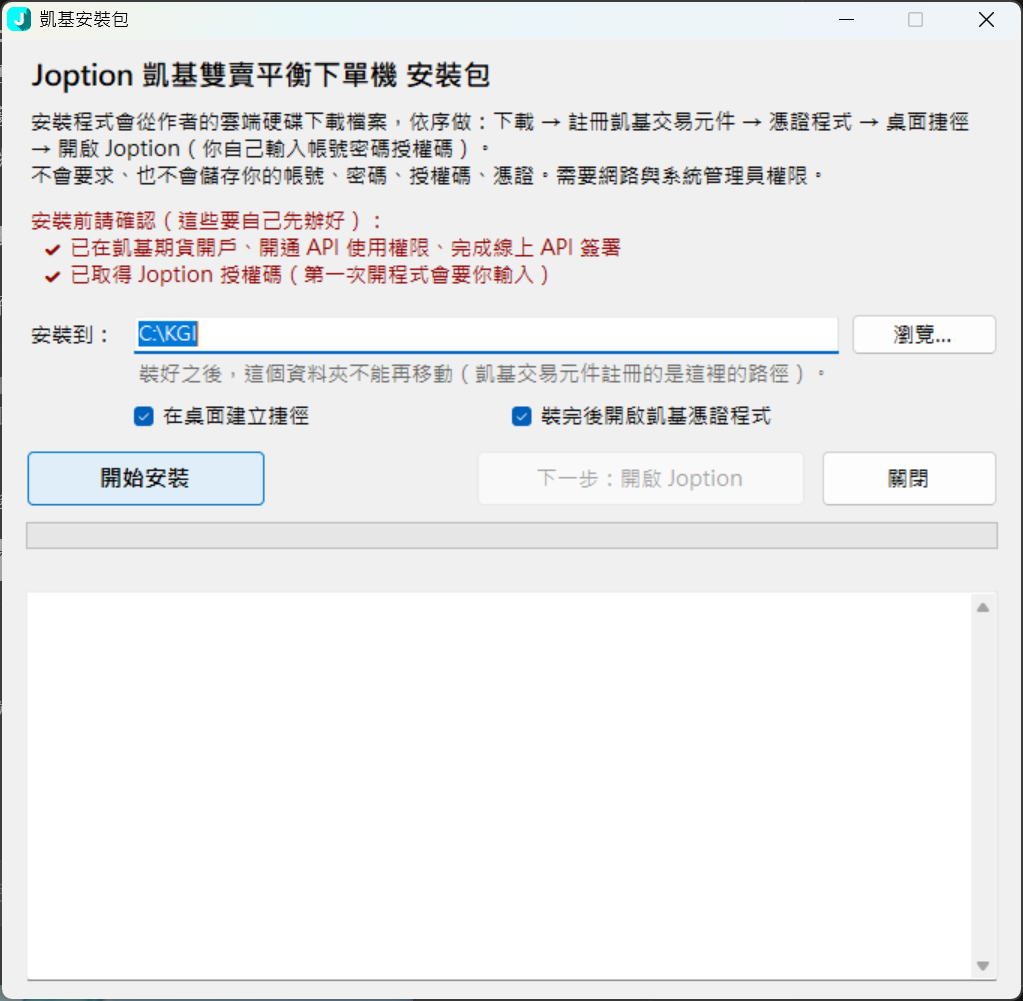 凱基安裝包
Joption 凱基雙賣平衡下單機 安裝包
安裝程式會從作者的雲端硬碟下載檔案，依序做：下載 → 註冊凱基交易元件 → 憑證程式 → 桌面捷徑
→ 開啟 Joption（你自己輸入帳號密碼授權碼）。
不會要求、也不會儲存你的帳號、密碼、授權碼、憑證。需要網路與系統管理員權限。
安裝前請確認（這些要自己先辦好）：
✔ 已在凱基期貨開戶、開通 API 使用權限、完成線上 API 簽署
✔ 已取得 Joption 授權碼（第一次開程式會要你輸入）
安裝到： C:\KGI 瀏覽...
裝好之後，這個資料夾不能再移動（凱基交易元件註冊的是這裡的路徑）。
在桌面建立捷徑 裝完後開啟凱基憑證程式
開始安裝 下一步：開啟 Joption 關閉